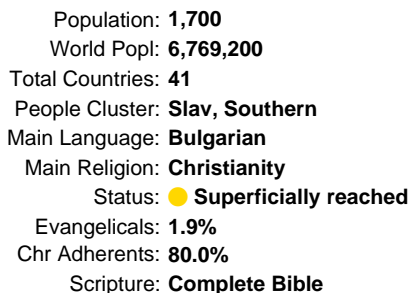 Population: 1,700
World Popl: 6,769,200
Total Countries: 41
People Cluster: Slav, Southern
Main Language: Bulgarian
Main Religion: Christianity
Status: Superficially reached
Evangelicals: 1.9%
Chr Adherents: 80.0%
Scripture: Complete Bible